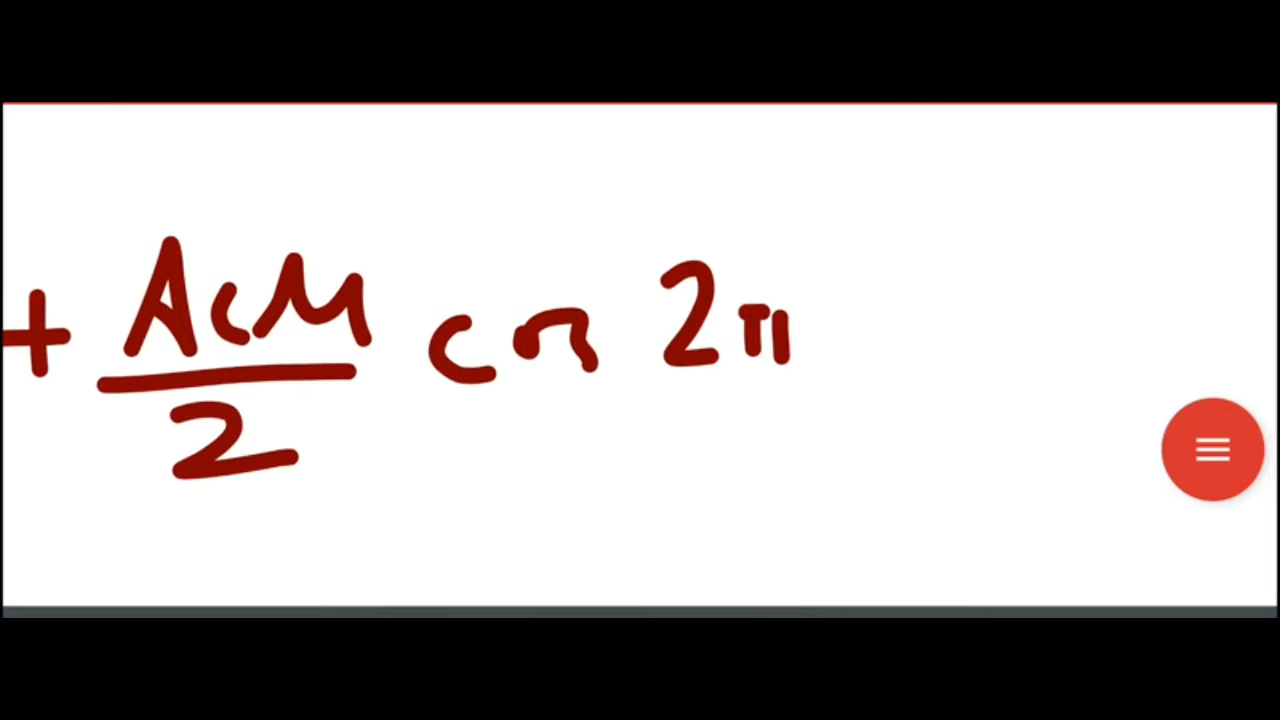 + AcM/2 cos 2π